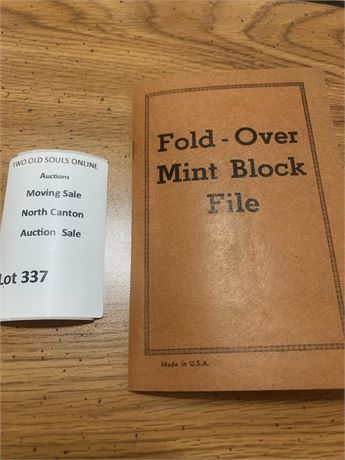 TWO OLD SOULS ONLINE
Auctions
Moving Sale
North Canton
Auction Sale
Lot 337
Fold - Over
Mint Block
File
Made in U.S.A.